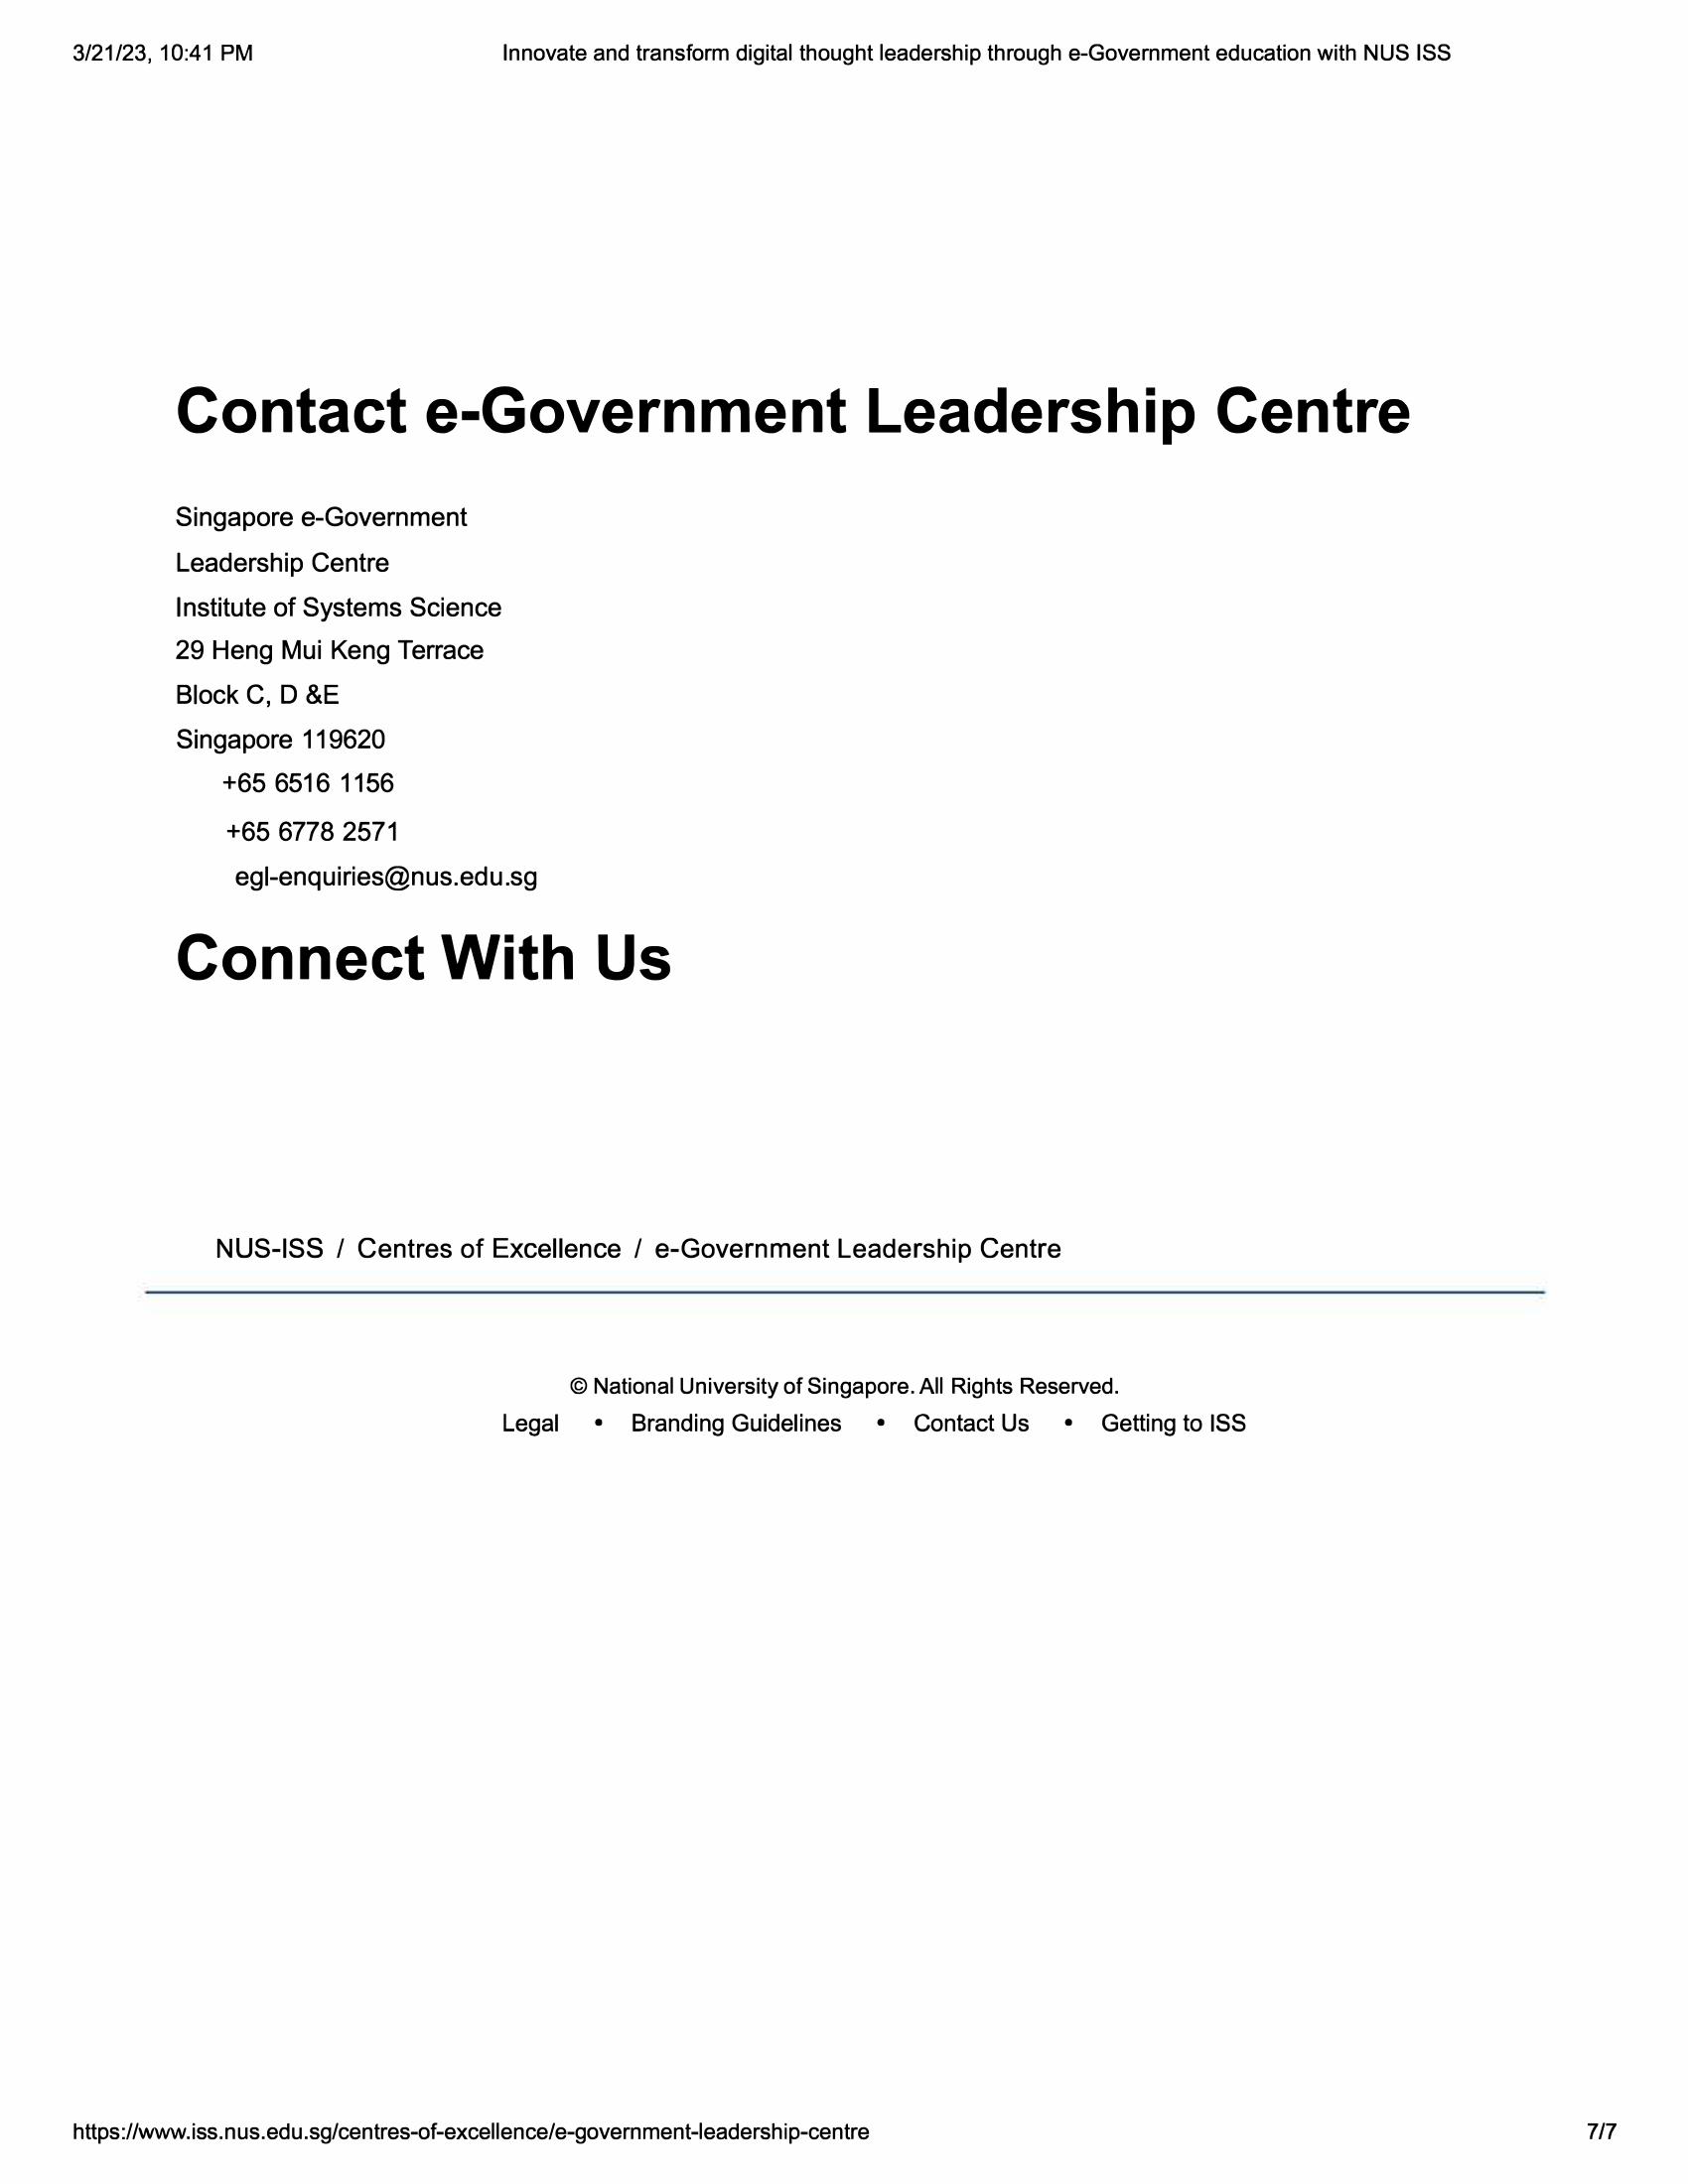 3/21/23, 10:41 PM Innovate and transform digital thought leadership through e-Government education with NUS ISS
Contact e-Government Leadership Centre
Singapore e-Government
Leadership Centre
Institute of Systems Science
29 Heng Mui Keng Terrace
Block C, D &E
Singapore 119620
+65 6516 1156
+65 6778 2571
egl-enquiries@nus.edu.sg
Connect With Us
NUS-ISS / Centres of Excellence / e-Government Leadership Centre
© National University of Singapore. All Rights Reserved.
Legal • Branding Guidelines • Contact Us • Getting to ISS
https://www.iss.nus.edu.sg/centres-of-excellence/e-government-leadership-centre 7/7